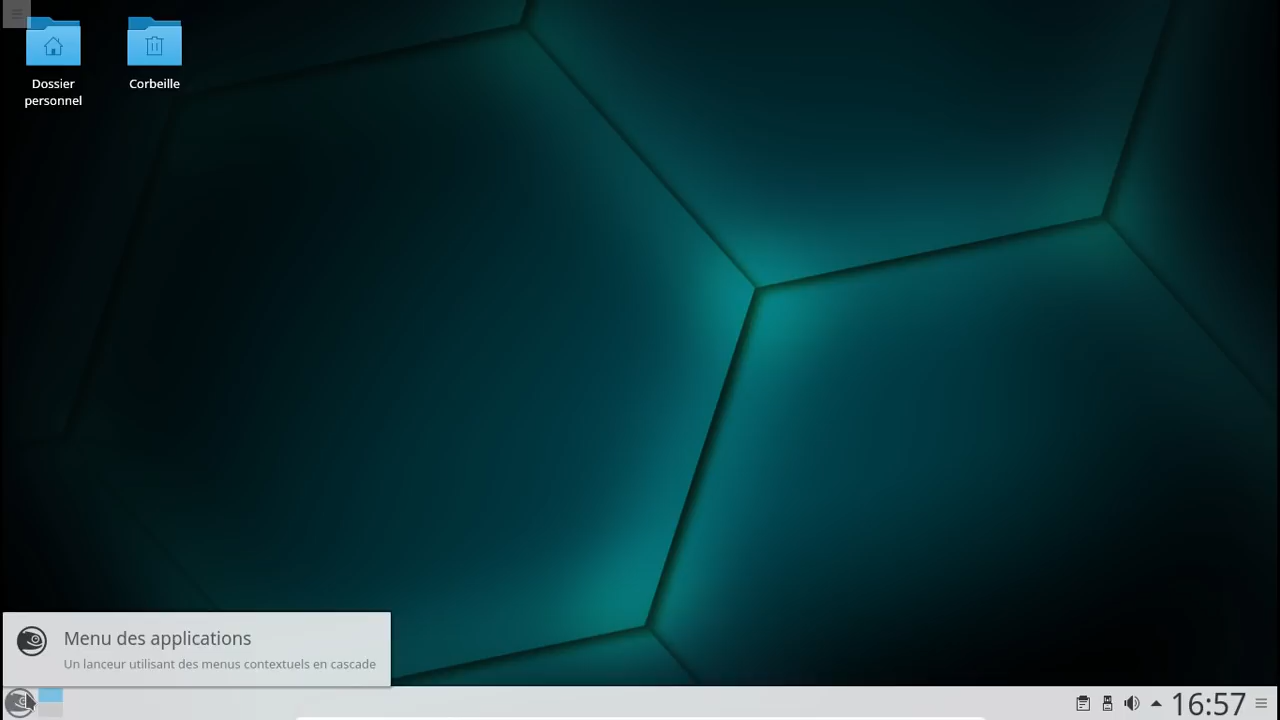 Dossier
personnel
Corbeille
Menu des applications
Un lanceur utilisant des menus contextuels en cascade
16:57